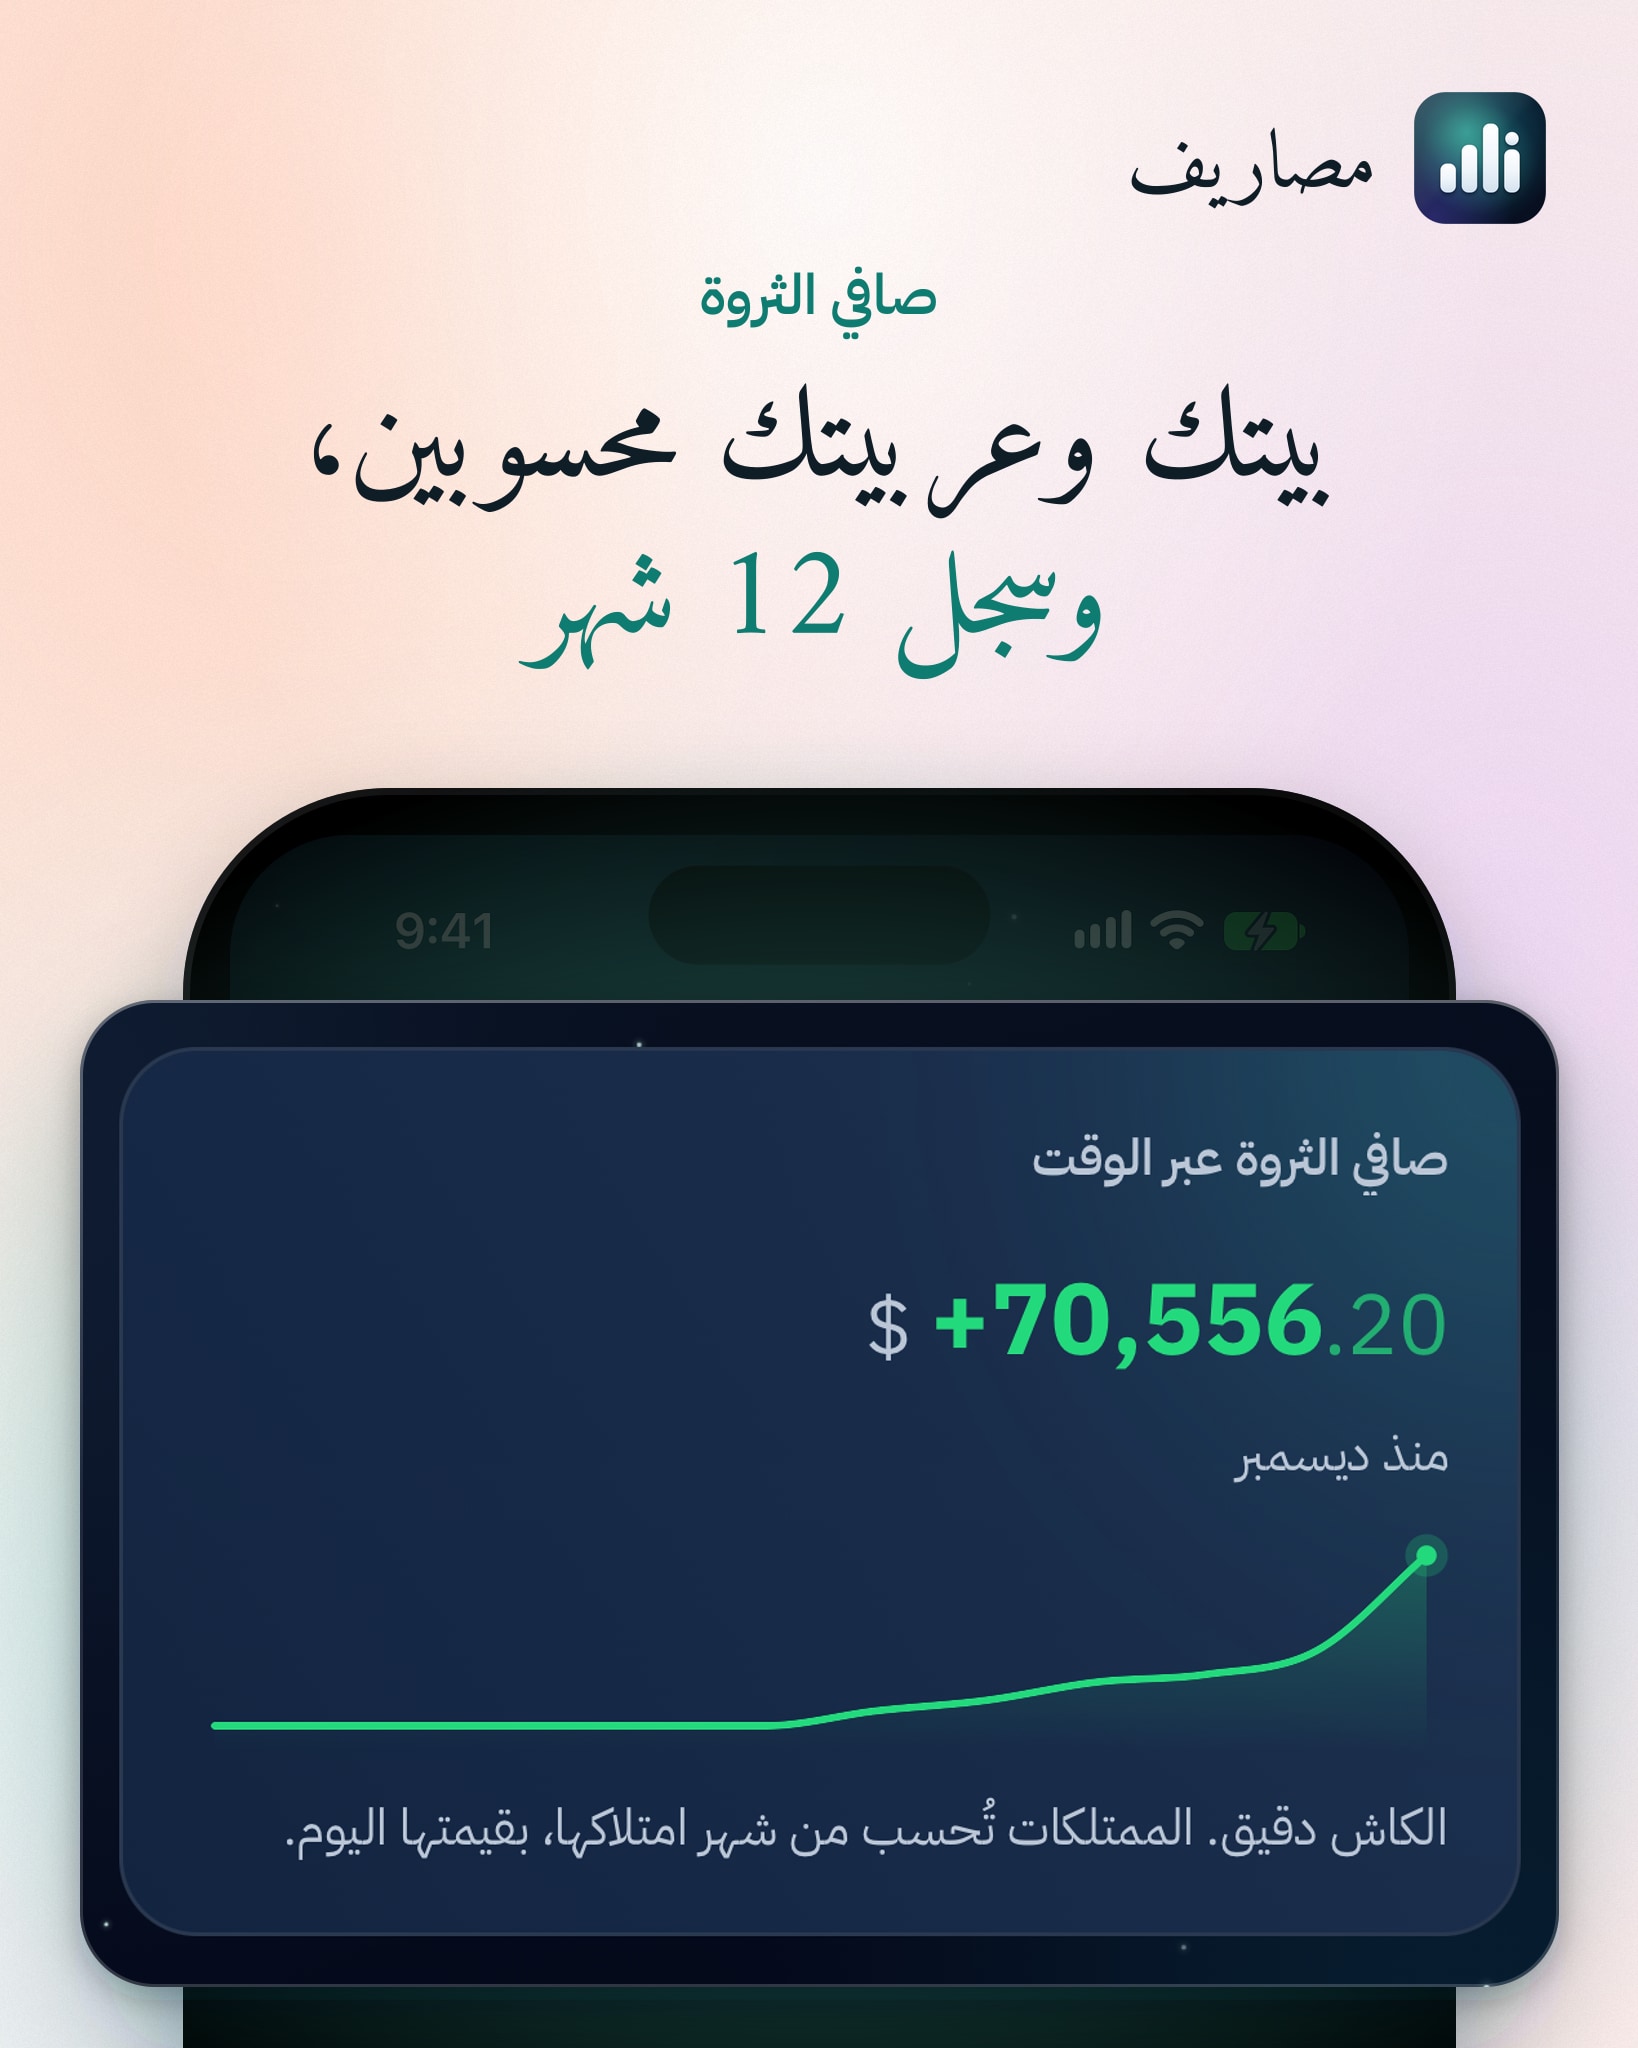 مصاريف
صافي الثروة
بيتك وعربيتك محسوبين،
وسجل 12 شهر
9:41
صافي الثروة عبر الوقت
$ +70,556.20
منذ ديسمبر
الكاش دقيق. الممتلكات تُحسب من شهر امتلاكها، بقيمتها اليوم.